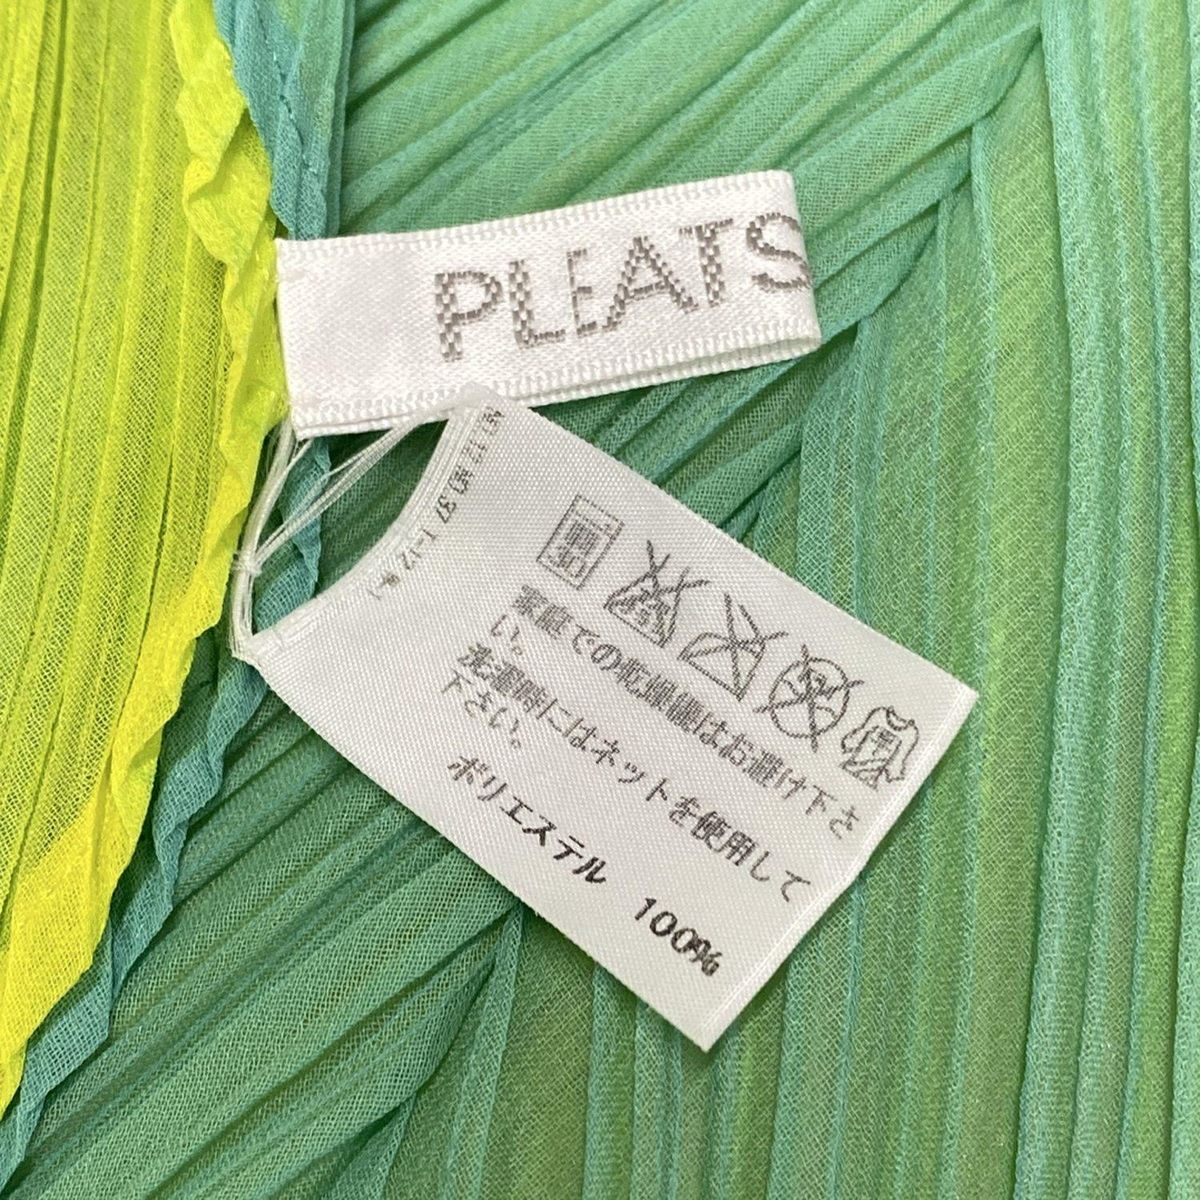 PLEATS
家庭での乾燥機はお避け下さ
い。
洗濯時にはネットを使用して
下さい。
ポリエステル 100%